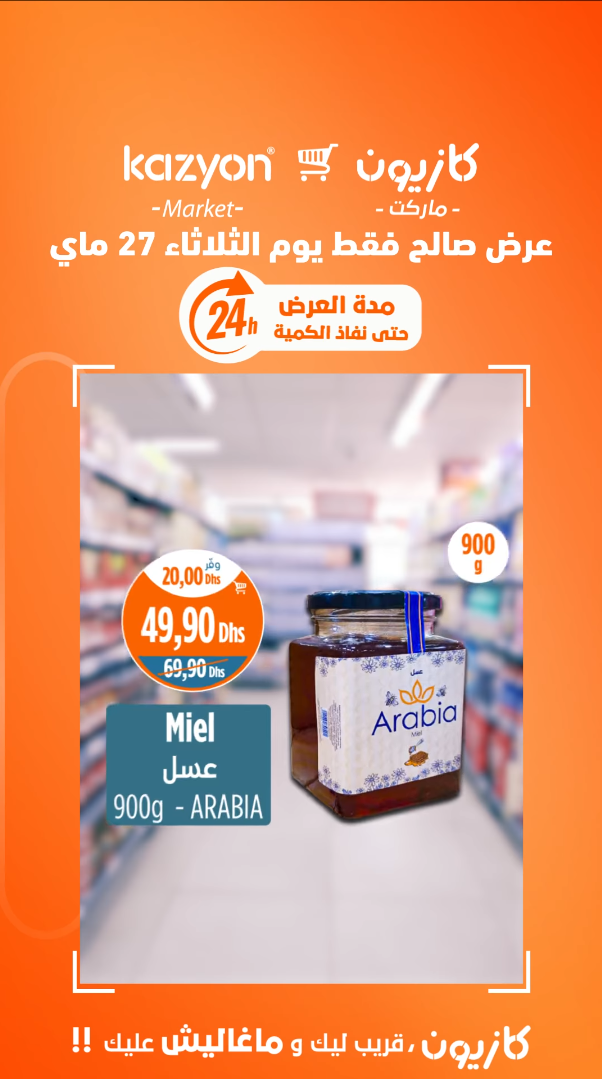 kazyon® كازيون
-Market- - ماركت -
عرض صالح فقط يوم الثلاثاء 27 ماي
24h
مدة العرض
حتى نفاذ الكمية
900
g
وفّر
20,00 Dhs
49,90 Dhs
69,90 Dhs
Miel
عسل
900g - ARABIA
عسل
Arabia
Miel
كازيون، قريب ليك و ماغاليش عليك !!